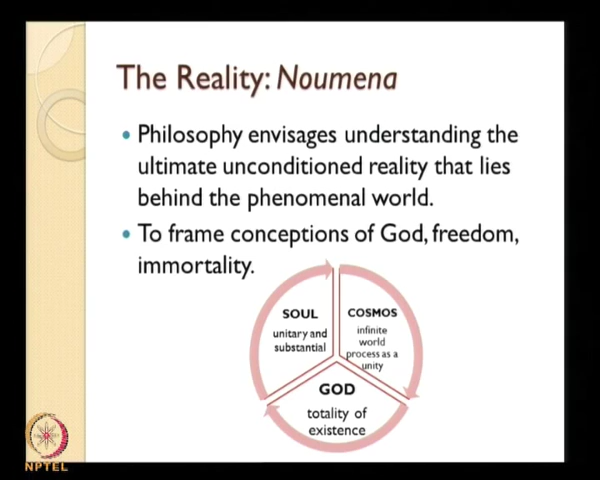 The Reality: Noumena
Philosophy envisages understanding the
ultimate unconditioned reality that lies
behind the phenomenal world.
To frame conceptions of God, freedom,
immortality.
SOUL
unitary and
substantial
COSMOS
infinite
world
process as a
unity
GOD
totality of
existence
NPTEL